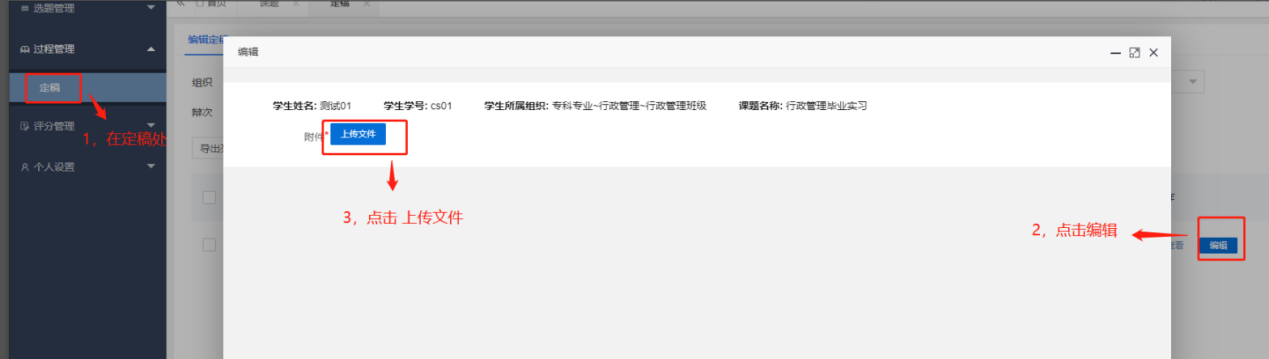 选题管理
首页
课题
定稿
过程管理
定稿
评分管理
个人设置
1，在定稿处
编辑定稿
组织
辩次
编辑
学生姓名: 测试01 学生学号: cs01 学生所属组织: 专科专业~行政管理~行政管理班级 课题名称: 行政管理毕业实习
附件* 上传文件
3，点击 上传文件
2，点击编辑
编辑